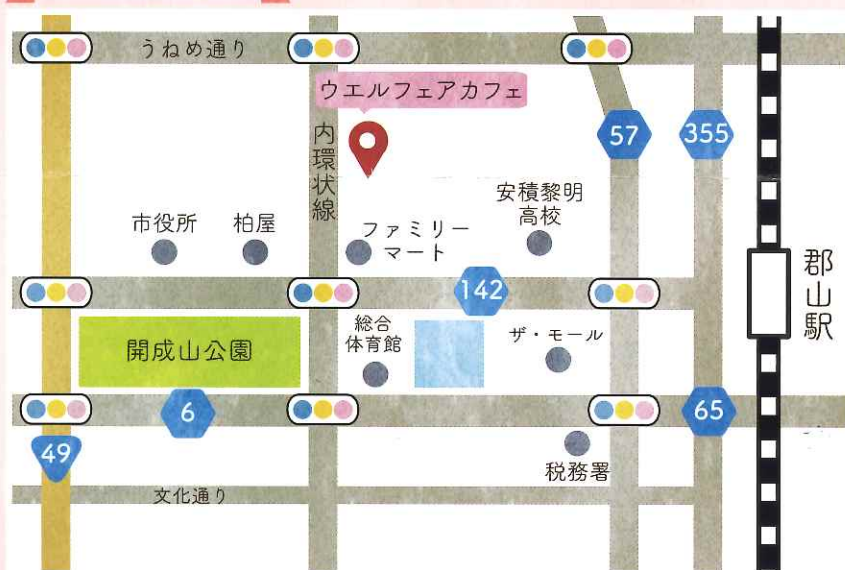 うねめ通り
ウエルフェアカフェ
内環状線
57
355
市役所
柏屋
ファミリー
マート
安積黎明
高校
142
郡山駅
開成山公園
総合
体育館
ザ・モール
6
65
49
税務署
文化通り